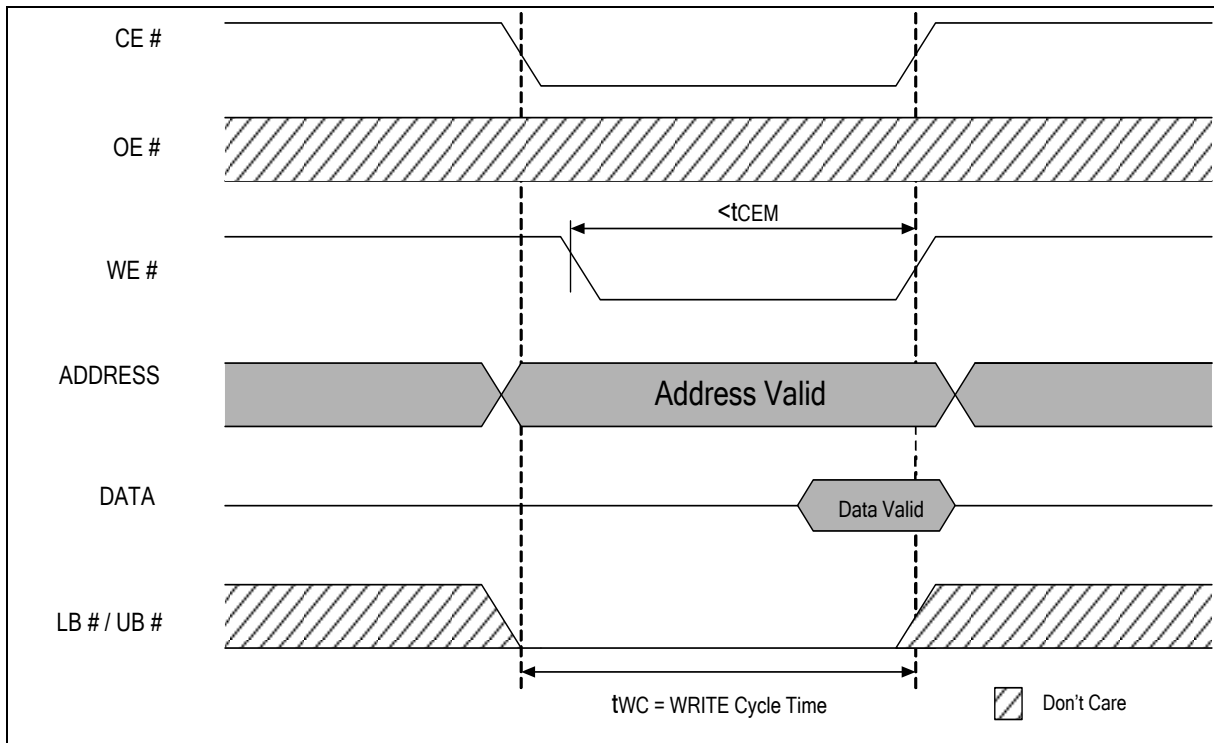 CE #
OE #
<tCEM
WE #
ADDRESS
Address Valid
DATA
Data Valid
LB # / UB #
tWC = WRITE Cycle Time
Don't Care